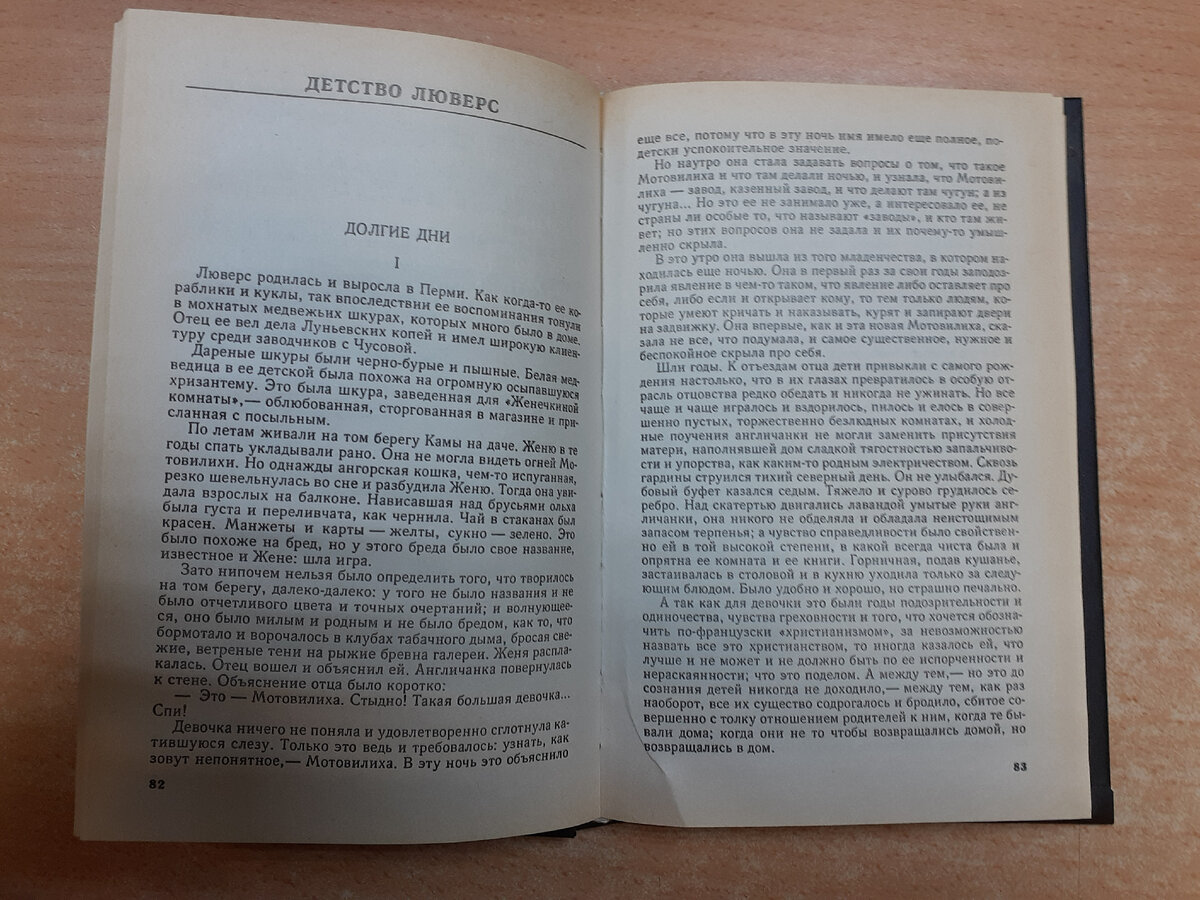 ДЕТСТВО ЛЮВЕРС
ДОЛГИЕ ДНИ
I
Люверс родилась и выросла в Перми. Как когда-то ее ко-
раблики и куклы, так впоследствии ее воспоминания тонули
в мохнатых медвежьих шкурах, которых много было в доме.
Отец ее вел дела Луньевских копей и имел широкую клиен-
туру среди заводчиков с Чусовой.
Дареные шкуры были черно-бурые и пышные. Белая мед-
ведица в ее детской была похожа на огромную осыпавшуюся
хризантему. Это была шкура, заведенная для «Женечкиной
комнаты»,— облюбованная, сторгованная в магазине и при-
сланная с посыльным.
По летам живали на том берегу Камы на даче. Женю в те
годы спать укладывали рано. Она не могла видеть огней Мо-
товилихи. Но однажды ангорская кошка, чем-то испуганная,
резко шевельнулась во сне и разбудила Женю. Тогда она уви-
дала взрослых на балконе. Нависавшая над брусьями ольха
была густа и переливчата, как чернила. Чай в стаканах был
красен. Манжеты и карты — желты, сукно — зелено. Это
было похоже на бред, но у этого бреда было свое название,
известное и Жене: шла игра.
Зато нипочем нельзя было определить того, что творилось
на том берегу, далеко-далеко: у того не было названия и не
было отчетливого цвета и точных очертаний; и волнующее-
ся, оно было милым и родным и не было бредом, как то, что
бормотало и ворочалось в клубах табачного дыма, бросая све-
жие, ветреные тени на рыжие бревна галереи. Женя распла-
калась. Отец вошел и объяснил ей. Англичанка повернулась
к стене. Объяснение отца было коротко:
— Это — Мотовилиха. Стыдно! Такая большая девочка...
Спи!
Девочка ничего не поняла и удовлетворенно сглотнула ка-
тившуюся слезу. Только это ведь и требовалось: узнать, как
зовут непонятное,— Мотовилиха. В эту ночь это объяснило
82
еще все, потому что в эту ночь имя имело еще полное, по-
детски успокоительное значение.
Но наутро она стала задавать вопросы о том, что такое
Мотовилиха и что там делали ночью, и узнала, что Мотови-
лиха — завод, казенный завод, и что делают там чугун; а из
чугуна... Но это ее не занимало уже, а интересовало ее, не
страны ли особые то, что называют «заводы», и кто там жи-
вет; но этих вопросов она не задала и их почему-то умыш-
ленно скрыла.
В это утро она вышла из того младенчества, в котором на-
ходилась еще ночью. Она в первый раз за свои годы заподоз-
рила явление в чем-то таком, что явление либо оставляет про
себя, либо если и открывает кому, то тем только людям, ко-
торые умеют кричать и наказывать, курят и запирают двери
на задвижку. Она впервые, как и эта новая Мотовилиха, ска-
зала не все, что подумала, и самое существенное, нужное и
беспокойное скрыла про себя.
Шли годы. К отъездам отца дети привыкли с самого рож-
дения настолько, что в их глазах превратилось в особую от-
расль отцовства редко обедать и никогда не ужинать. Но все
чаще и чаще игралось и вздорилось, пилось и елось в совер-
шенно пустых, торжественно безлюдных комнатах, и холод-
ные поучения англичанки не могли заменить присутствия
матери, наполнявшей дом сладкой тягостностью запальчиво-
сти и упорства, как каким-то родным электричеством. Сквозь
гардины струился тихий северный день. Он не улыбался. Ду-
бовый буфет казался седым. Тяжело и сурово грудилось се-
ребро. Над скатертью двигались лавандой умытые руки анг-
личанки, она никого не обделяла и обладала неистощимым
запасом терпенья; а чувство справедливости было свойствен-
но ей в той высокой степени, в какой всегда чиста была и
опрятна ее комната и ее книги. Горничная, подав кушанье,
застаивалась в столовой и в кухню уходила только за следу-
ющим блюдом. Было удобно и хорошо, но страшно печально.
А так как для девочки это были годы подозрительности и
одиночества, чувства греховности и того, что хочется обозна-
чить по-французски «христианизмом», за невозможностью
назвать все это христианством, то иногда казалось ей, что
лучше и не может и не должно быть по ее испорченности и
нераскаянности; что это поделом. А между тем,— но это до
сознания детей никогда не доходило,— между тем, как раз
наоборот, все их существо содрогалось и бродило, сбитое со-
вершенно с толку отношением родителей к ним, когда те бы-
вали дома; когда они не то чтобы возвращались домой, но
возвращались в дом.
83